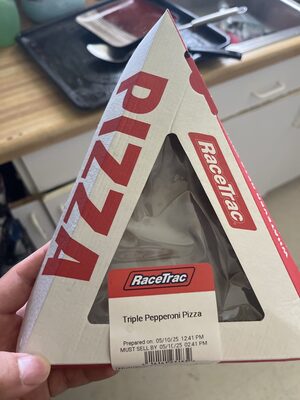 PIZZA
RaceTrac
RaceTrac
Triple Pepperoni Pizza
Prepared on: 05/10/25 12:41 PM
MUST SELL BY 05/10/25 02:41 PM